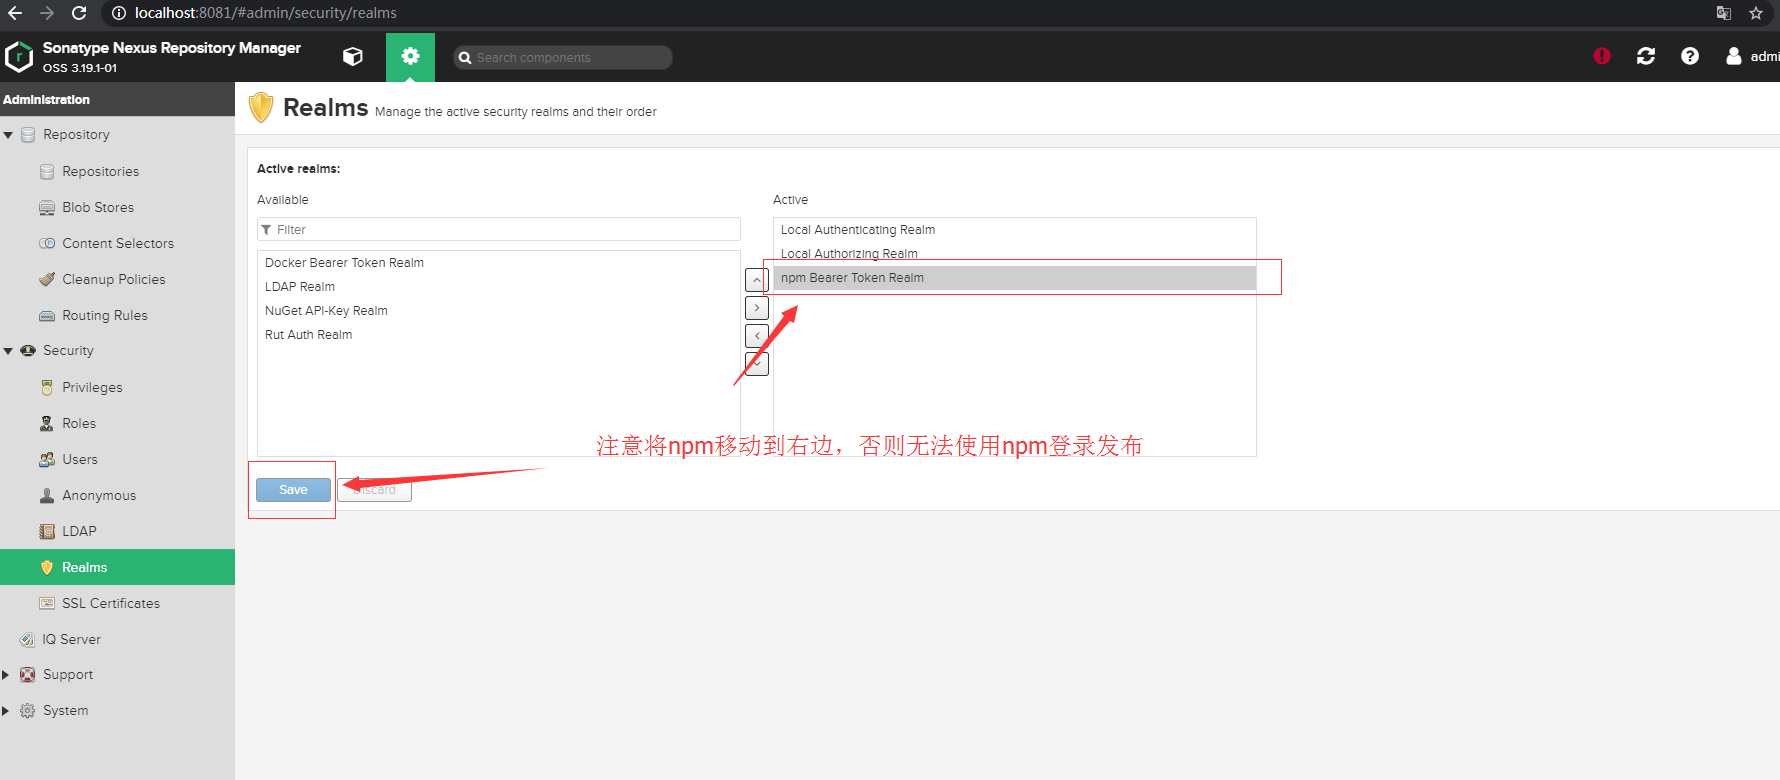 localhost:8081/#admin/security/realms
Sonatype Nexus Repository Manager
OSS 3.19.1-01
Search components
admi
Administration
Repository
Repositories
Blob Stores
Content Selectors
Cleanup Policies
Routing Rules
Security
Privileges
Roles
Users
Anonymous
LDAP
Realms
SSL Certificates
IQ Server
Support
System
Realms Manage the active security realms and their order
Active realms:
Available
Filter
Docker Bearer Token Realm
LDAP Realm
NuGet API-Key Realm
Rut Auth Realm
Active
Local Authenticating Realm
Local Authorizing Realm
npm Bearer Token Realm
注意将npm移动到右边，否则无法使用npm登录发布
Save
Discard